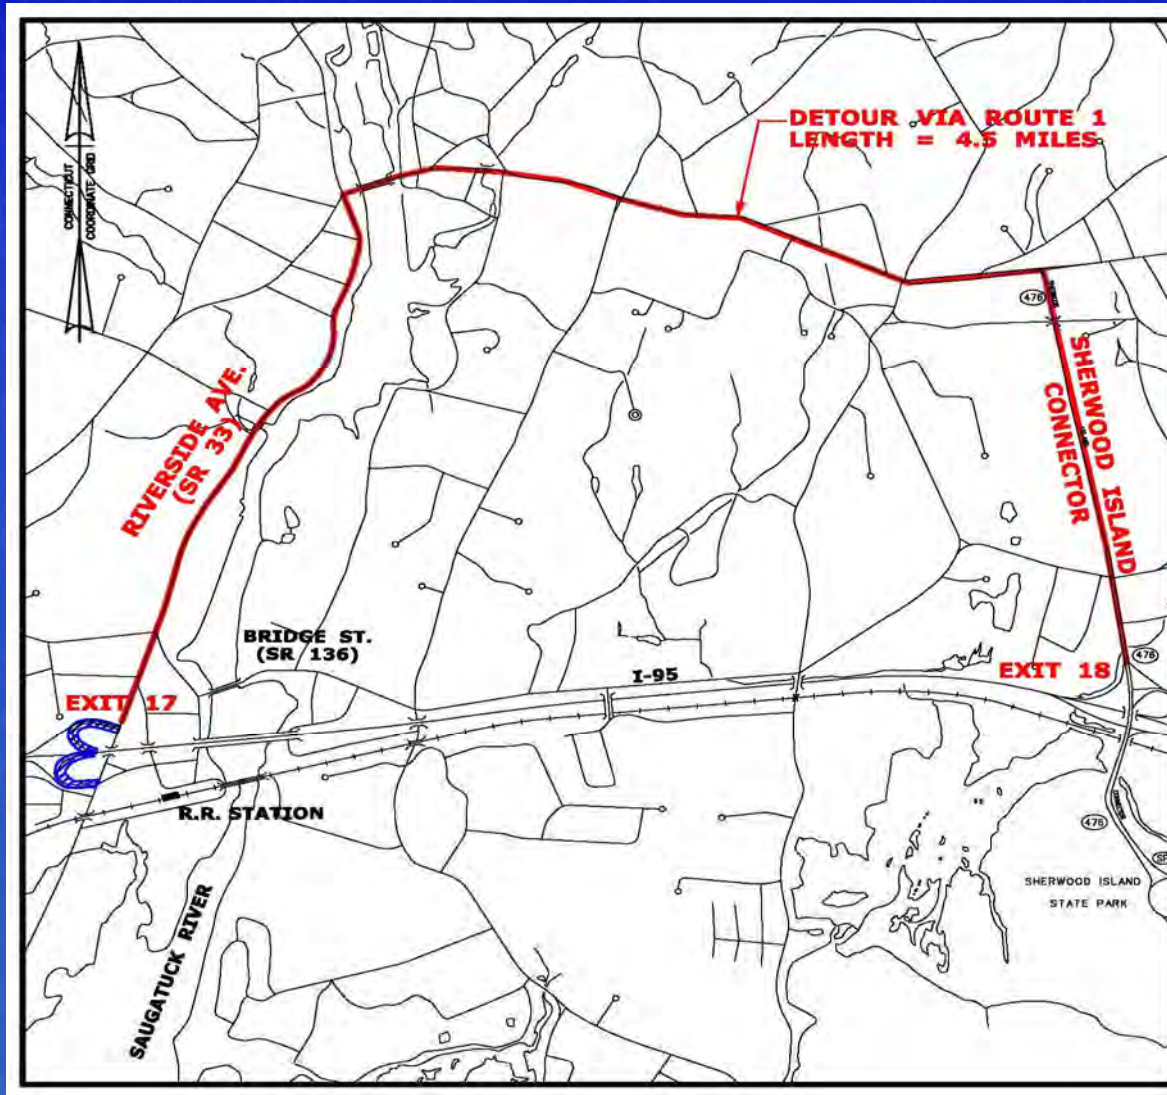 DETOUR VIA ROUTE 1
LENGTH = 4.5 MILES
CONNECTICUT
COORDINATE GRID
476
SHERWOOD ISLAND
CONNECTOR
RIVERSIDE AVE.
(SR 33)
BRIDGE ST.
(SR 136)
I-95
EXIT 18
476
EXIT 17
R.R. STATION
476
SHERWOOD ISLAND
STATE PARK
SAUGATUCK RIVER